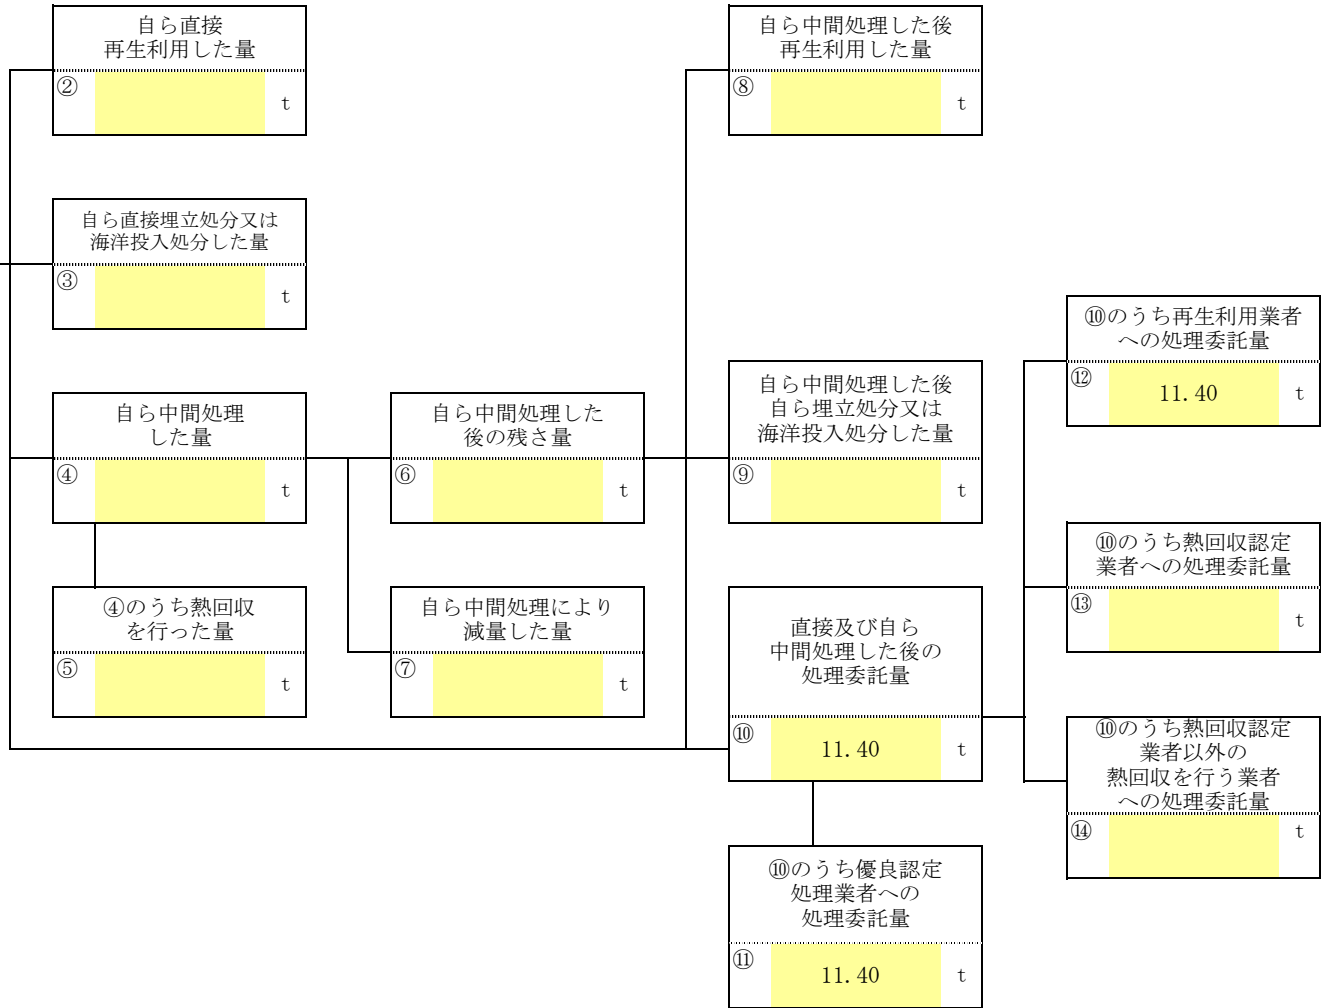 自ら直接
再生利用した量
②
t
自ら中間処理した後
再生利用した量
⑧
t
自ら直接埋立処分又は
海洋投入処分した量
③
t
⑩のうち再生利用業者
への処理委託量
⑫
11.40
t
自ら中間処理
した量
④
t
自ら中間処理した
後の残さ量
⑥
t
自ら中間処理した後
自ら埋立処分又は
海洋投入処分した量
⑨
t
⑩のうち熱回収認定
業者への処理委託量
⑬
t
④のうち熱回収
を行った量
⑤
t
自ら中間処理により
減量した量
⑦
t
直接及び自ら
中間処理した後の
処理委託量
⑩
11.40
t
⑩のうち熱回収認定
業者以外の
熱回収を行う業者
への処理委託量
⑭
t
⑩のうち優良認定
処理業者への
処理委託量
⑪
11.40
t